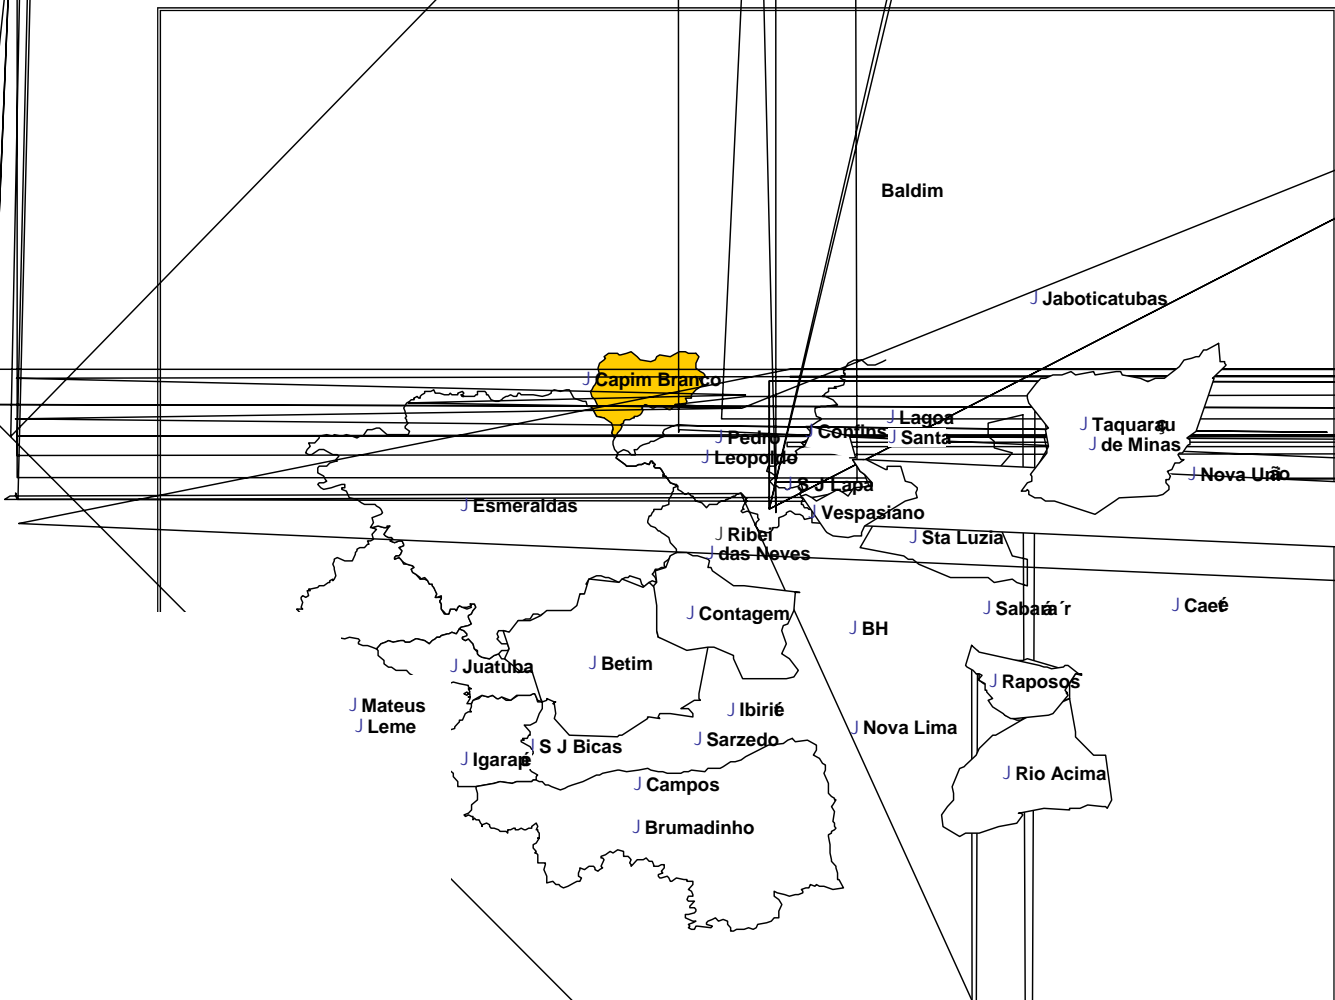 Baldim
J Jaboticatubas
J Capim Branco
J Lagoa
J Santa
J Taquaraçu
J de Minas
J Confins
J Pedro
J Leopoldo
J Nova União
J S J Lapa
J Esmeraldas
J Vespasiano
J Ribei
J das Neves
J Sta Luzia
J Contagem
J Sabará
J Caeté
J BH
J Juatuba
J Betim
J Raposos
J Mateus
J Leme
J Ibirité
J Nova Lima
J Sarzedo
J S J Bicas
J Igarapé
J Rio Acima
J Campos
J Brumadinho